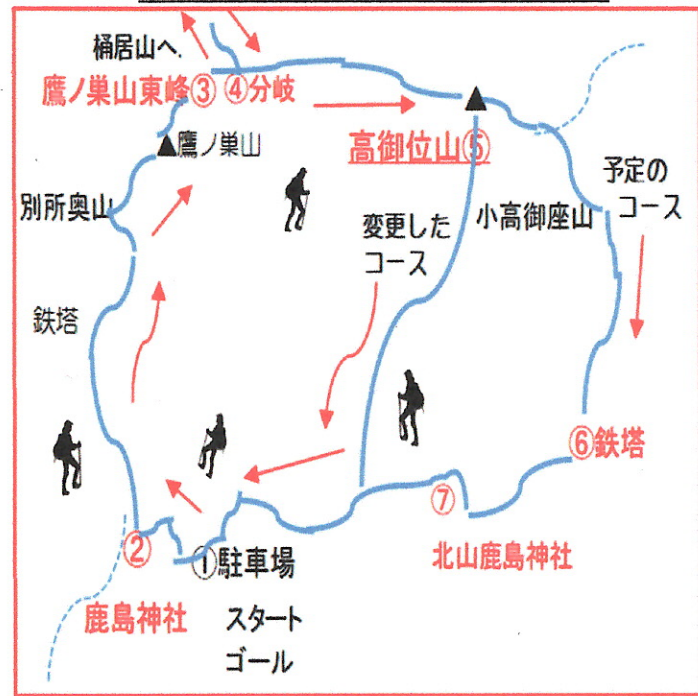 桶居山へ.
鷹ノ巣山東峰③
④分岐
▲鷹ノ巣山
高御位山⑤
別所奥山
変更した
コース
小高御座山
予定の
コース
鉄塔
⑥鉄塔
⑦
北山鹿島神社
②
鹿島神社
①駐車場
スタート
ゴール